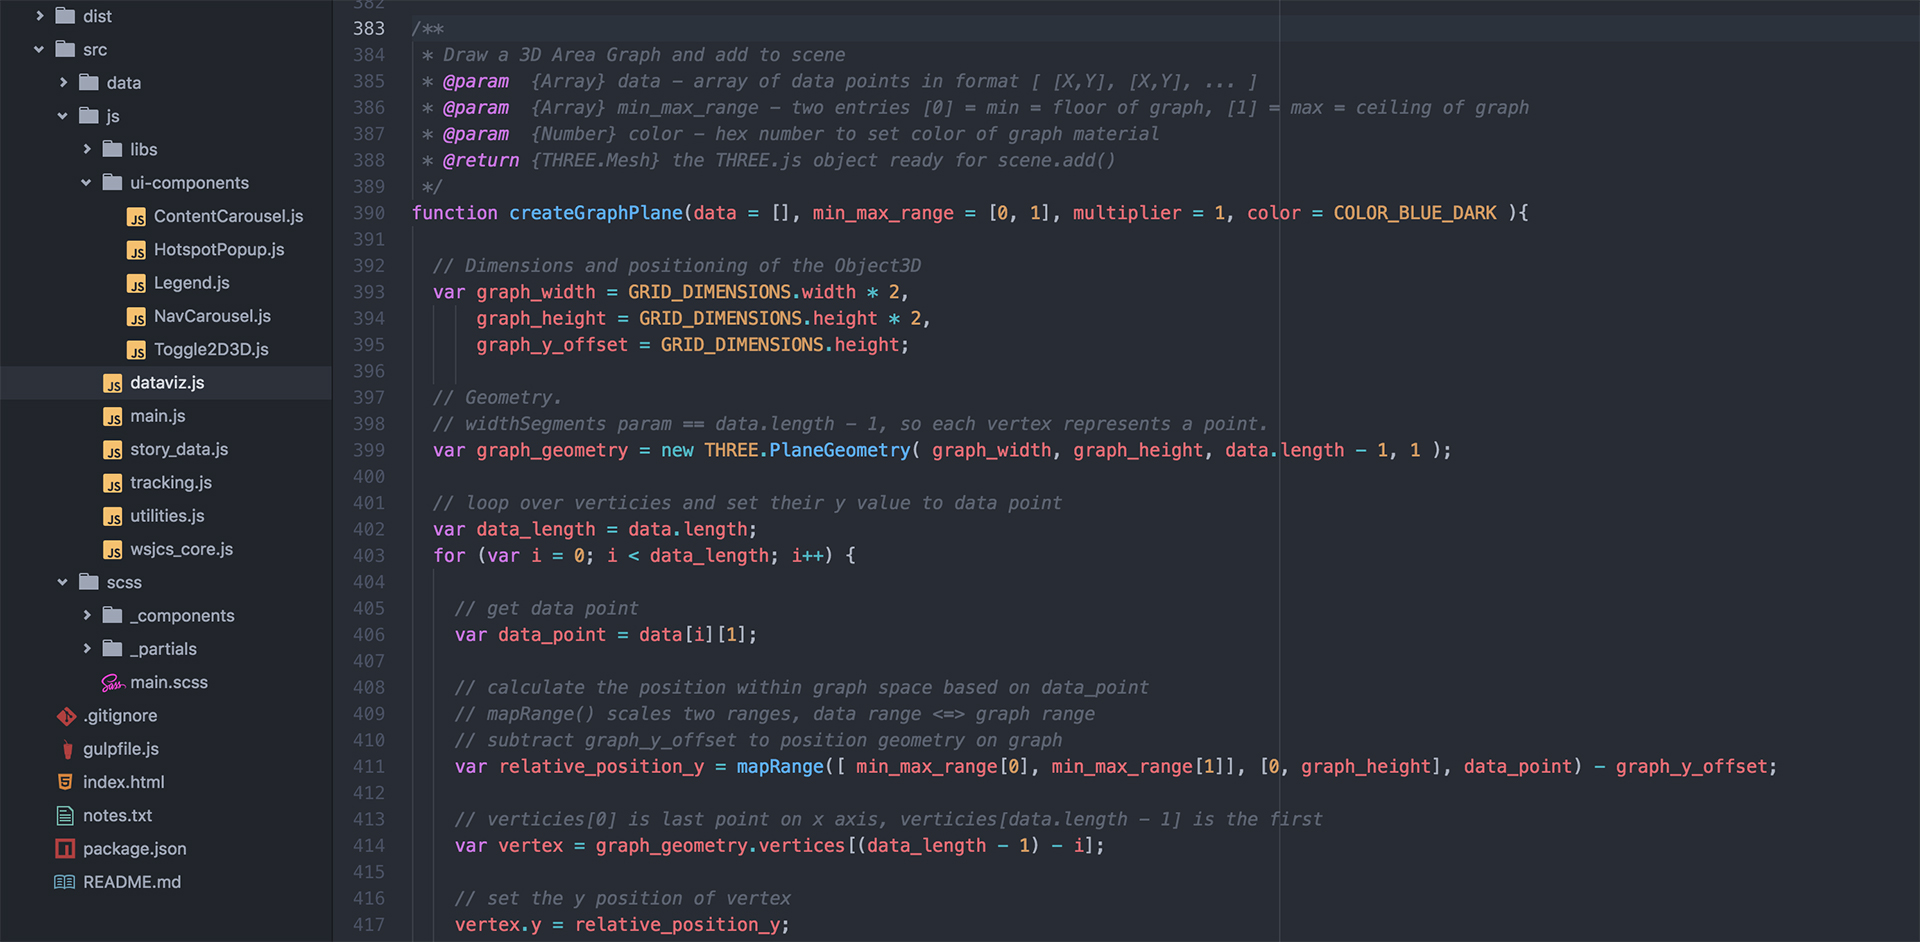 dist
src
data
js
libs
ui-components
JS ContentCarousel.js
JS HotspotPopup.js
JS Legend.js
JS NavCarousel.js
JS Toggle2D3D.js
JS dataviz.js
JS main.js
JS story_data.js
JS tracking.js
JS utilities.js
JS wsjcs_core.js
scss
_components
_partials
Sass main.scss
.gitignore
gulpfile.js
index.html
notes.txt
package.json
README.md
382
383 /**
384 * Draw a 3D Area Graph and add to scene
385 * @param {Array} data - array of data points in format [ [X,Y], [X,Y], ... ]
386 * @param {Array} min_max_range - two entries [0] = min = floor of graph, [1] = max = ceiling of graph
387 * @param {Number} color - hex number to set color of graph material
388 * @return {THREE.Mesh} the THREE.js object ready for scene.add()
389 */
390 function createGraphPlane(data = [], min_max_range = [0, 1], multiplier = 1, color = COLOR_BLUE_DARK ){
391
392 // Dimensions and positioning of the Object3D
393 var graph_width = GRID_DIMENSIONS.width * 2,
394 graph_height = GRID_DIMENSIONS.height * 2,
395 graph_y_offset = GRID_DIMENSIONS.height;
396
397 // Geometry.
398 // widthSegments param == data.length - 1, so each vertex represents a point.
399 var graph_geometry = new THREE.PlaneGeometry( graph_width, graph_height, data.length - 1, 1 );
400
401 // loop over verticies and set their y value to data point
402 var data_length = data.length;
403 for (var i = 0; i < data_length; i++) {
404
405 // get data point
406 var data_point = data[i][1];
407
408 // calculate the position within graph space based on data_point
409 // mapRange() scales two ranges, data range <=> graph range
410 // subtract graph_y_offset to position geometry on graph
411 var relative_position_y = mapRange([ min_max_range[0], min_max_range[1]], [0, graph_height], data_point) - graph_y_offset;
412
413 // verticies[0] is last point on x axis, verticies[data.length - 1] is the first
414 var vertex = graph_geometry.vertices[(data_length - 1) - i];
415
416 // set the y position of vertex
417 vertex.y = relative_position_y;